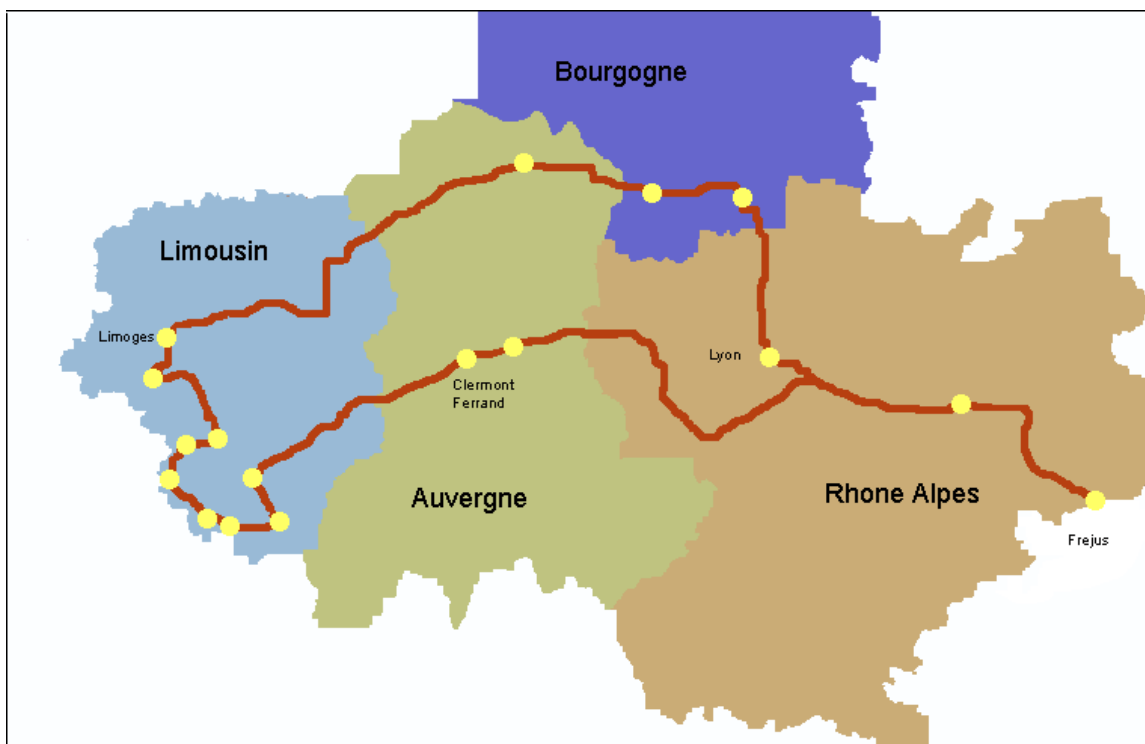 Bourgogne
Limousin
Limoges
Lyon
Clermont
Ferrand
Auvergne
Rhone Alpes
Frejus